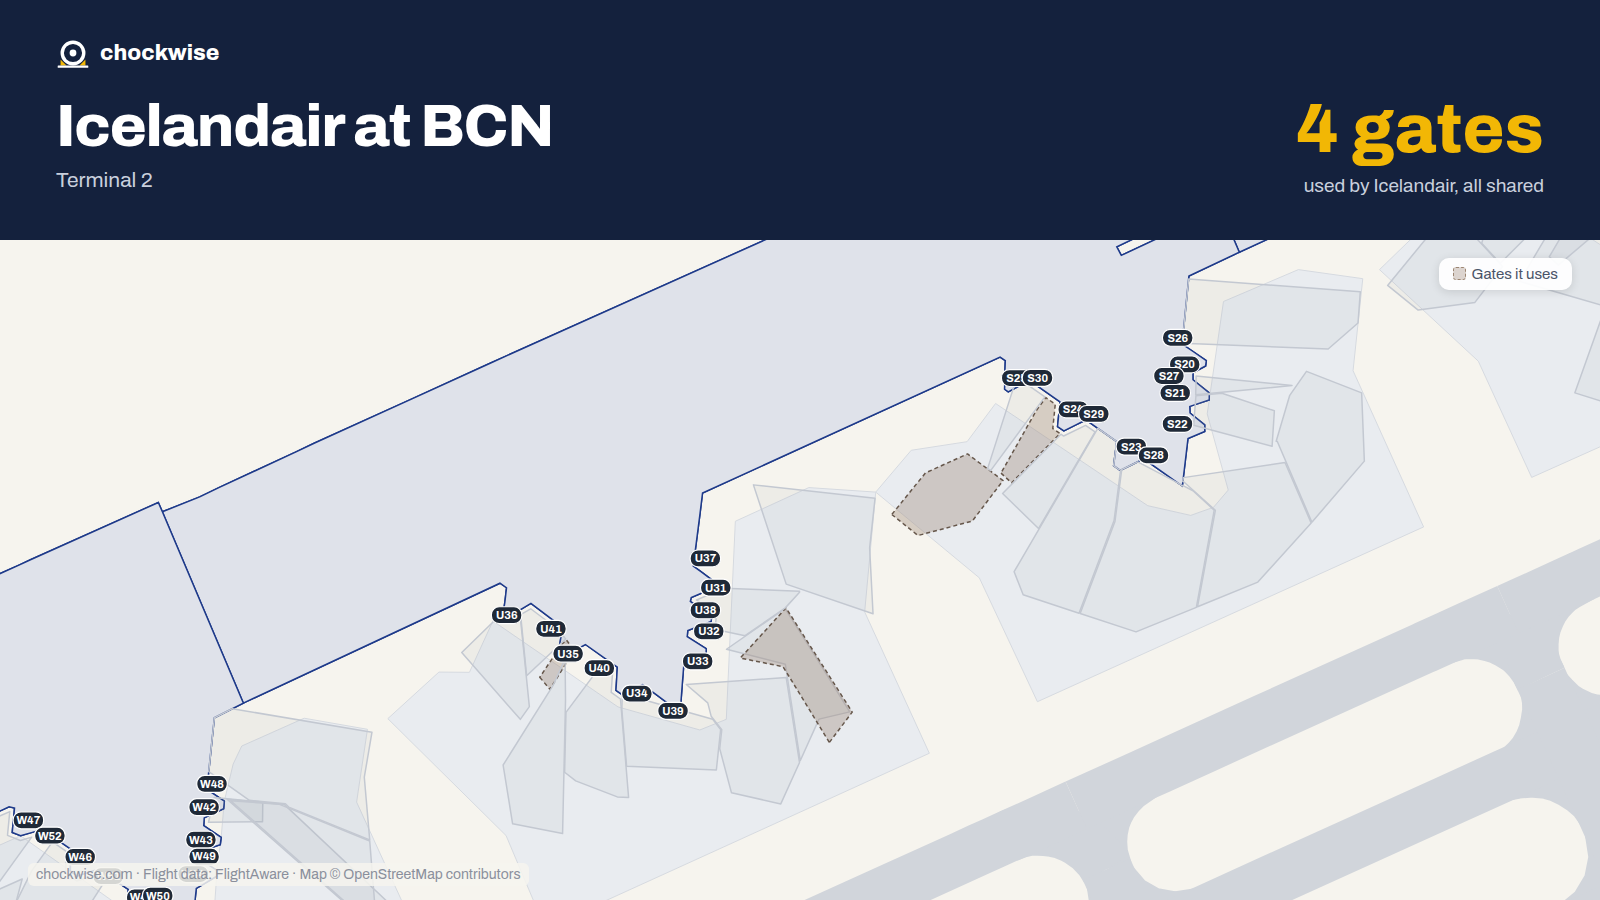 chockwise
Icelandair at BCN
Terminal 2
4 gates
used by Icelandair, all shared
Gates it uses
S26
S20
S27
S21
S22
S30
S29
S23
S28
U37
U31
U38
U32
U33
U36
U41
U35
U40
U34
U39
W48
W42
W43
W49
W47
W52
W46
W50
chockwise.com · Flight data: FlightAware · Map © OpenStreetMap contributors